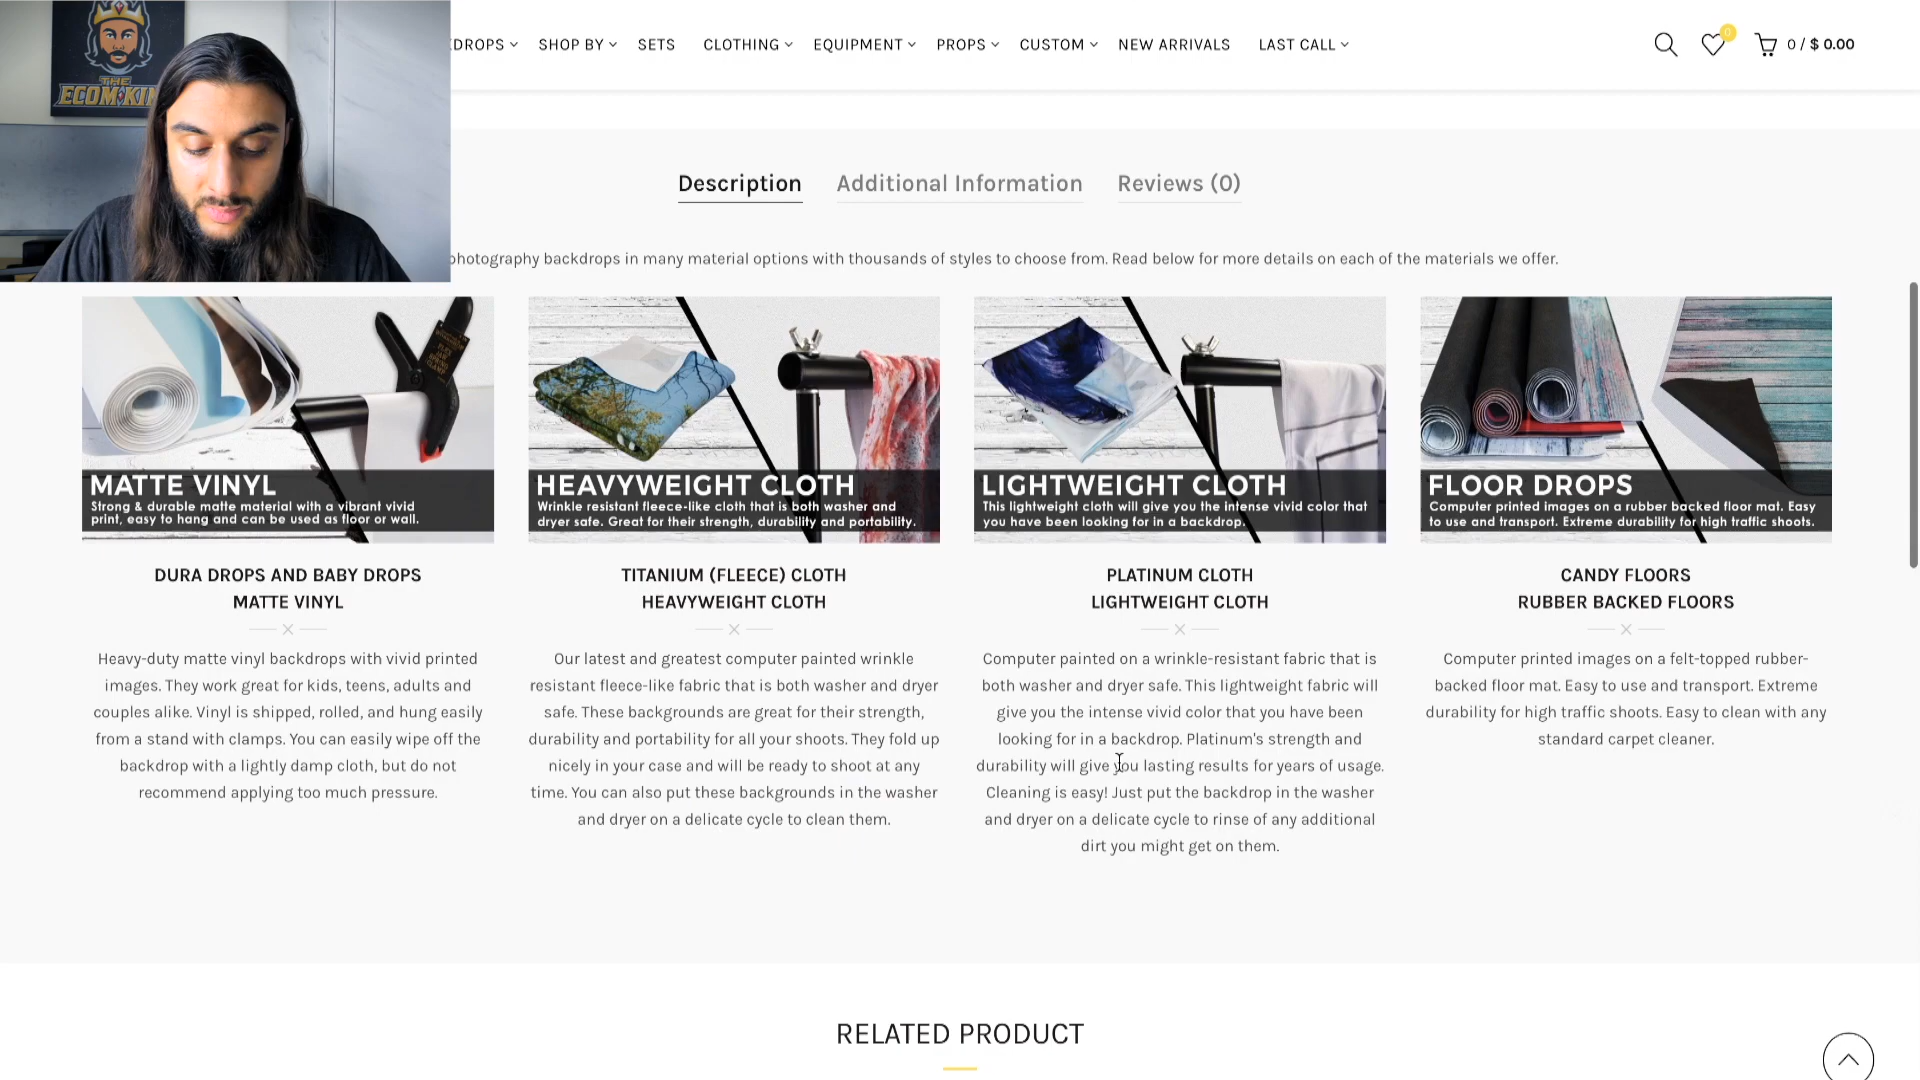 THE
ECOM KIN
DROPS
SHOP BY
SETS
CLOTHING
EQUIPMENT
PROPS
CUSTOM
NEW ARRIVALS
LAST CALL
0
0 / $ 0.00
Description
Additional Information
Reviews (0)
photography backdrops in many material options with thousands of styles to choose from. Read below for more details on each of the materials we offer.
MATTE VINYL
Strong & durable matte material with a vibrant vivid
print, easy to hang and can be used as floor or wall.
DURA DROPS AND BABY DROPS
MATTE VINYL
Heavy-duty matte vinyl backdrops with vivid printed
images. They work great for kids, teens, adults and
couples alike. Vinyl is shipped, rolled, and hung easily
from a stand with clamps. You can easily wipe off the
backdrop with a lightly damp cloth, but do not
recommend applying too much pressure.
HEAVYWEIGHT CLOTH
Wrinkle resistant fleece-like cloth that is both washer and
dryer safe. Great for their strength, durability and portability.
TITANIUM (FLEECE) CLOTH
HEAVYWEIGHT CLOTH
Our latest and greatest computer painted wrinkle
resistant fleece-like fabric that is both washer and dryer
safe. These backgrounds are great for their strength,
durability and portability for all your shoots. They fold up
nicely in your case and will be ready to shoot at any
time. You can also put these backgrounds in the washer
and dryer on a delicate cycle to clean them.
LIGHTWEIGHT CLOTH
This lightweight cloth will give you the intense vivid color that
you have been looking for in a backdrop.
PLATINUM CLOTH
LIGHTWEIGHT CLOTH
Computer painted on a wrinkle-resistant fabric that is
both washer and dryer safe. This lightweight fabric will
give you the intense vivid color that you have been
looking for in a backdrop. Platinum's strength and
durability will give you lasting results for years of usage.
Cleaning is easy! Just put the backdrop in the washer
and dryer on a delicate cycle to rinse of any additional
dirt you might get on them.
FLOOR DROPS
Computer printed images on a rubber backed floor mat. Easy
to use and transport. Extreme durability for high traffic shoots.
CANDY FLOORS
RUBBER BACKED FLOORS
Computer printed images on a felt-topped rubber-
backed floor mat. Easy to use and transport. Extreme
durability for high traffic shoots. Easy to clean with any
standard carpet cleaner.
RELATED PRODUCT